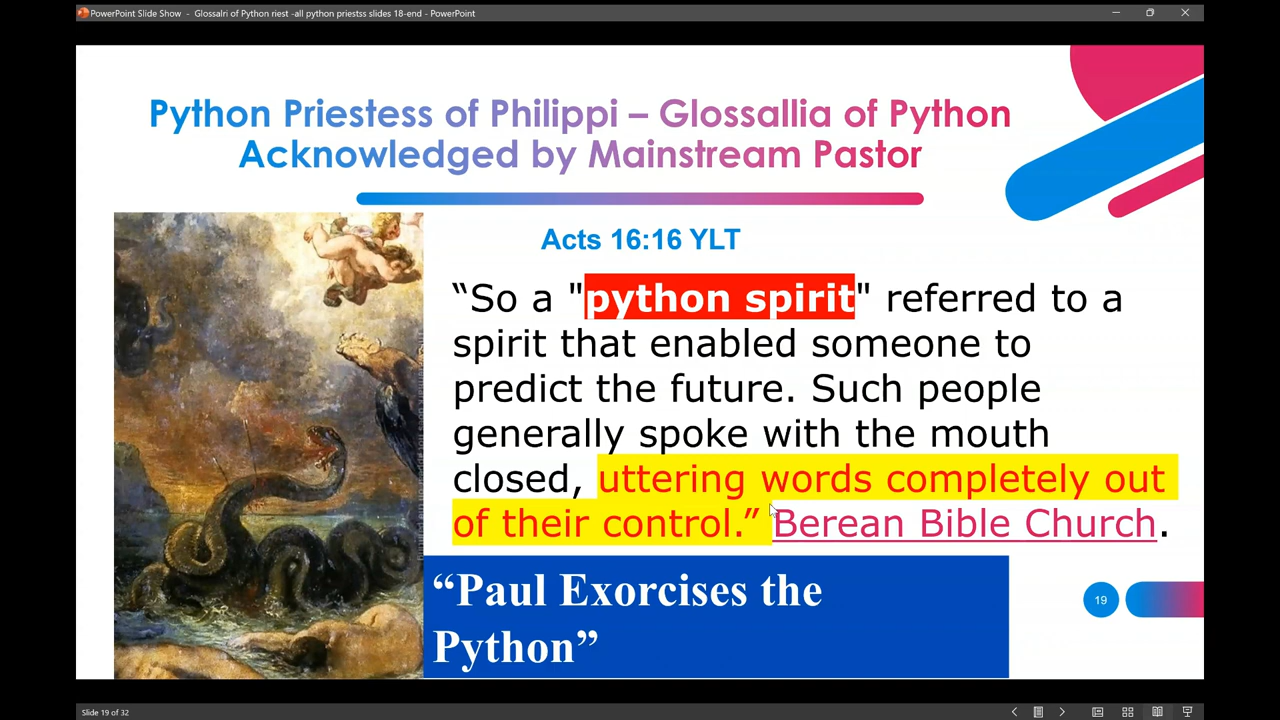 PowerPoint Slide Show - Glossalri of Python riest -all python priestss slides 18-end - PowerPoint
Python Priestess of Philippi – Glossallia of Python
Acknowledged by Mainstream Pastor
Acts 16:16 YLT
“So a "python spirit" referred to a
spirit that enabled someone to
predict the future. Such people
generally spoke with the mouth
closed, uttering words completely out
of their control.” Berean Bible Church.
“Paul Exorcises the
Python”
19
Slide 19 of 32